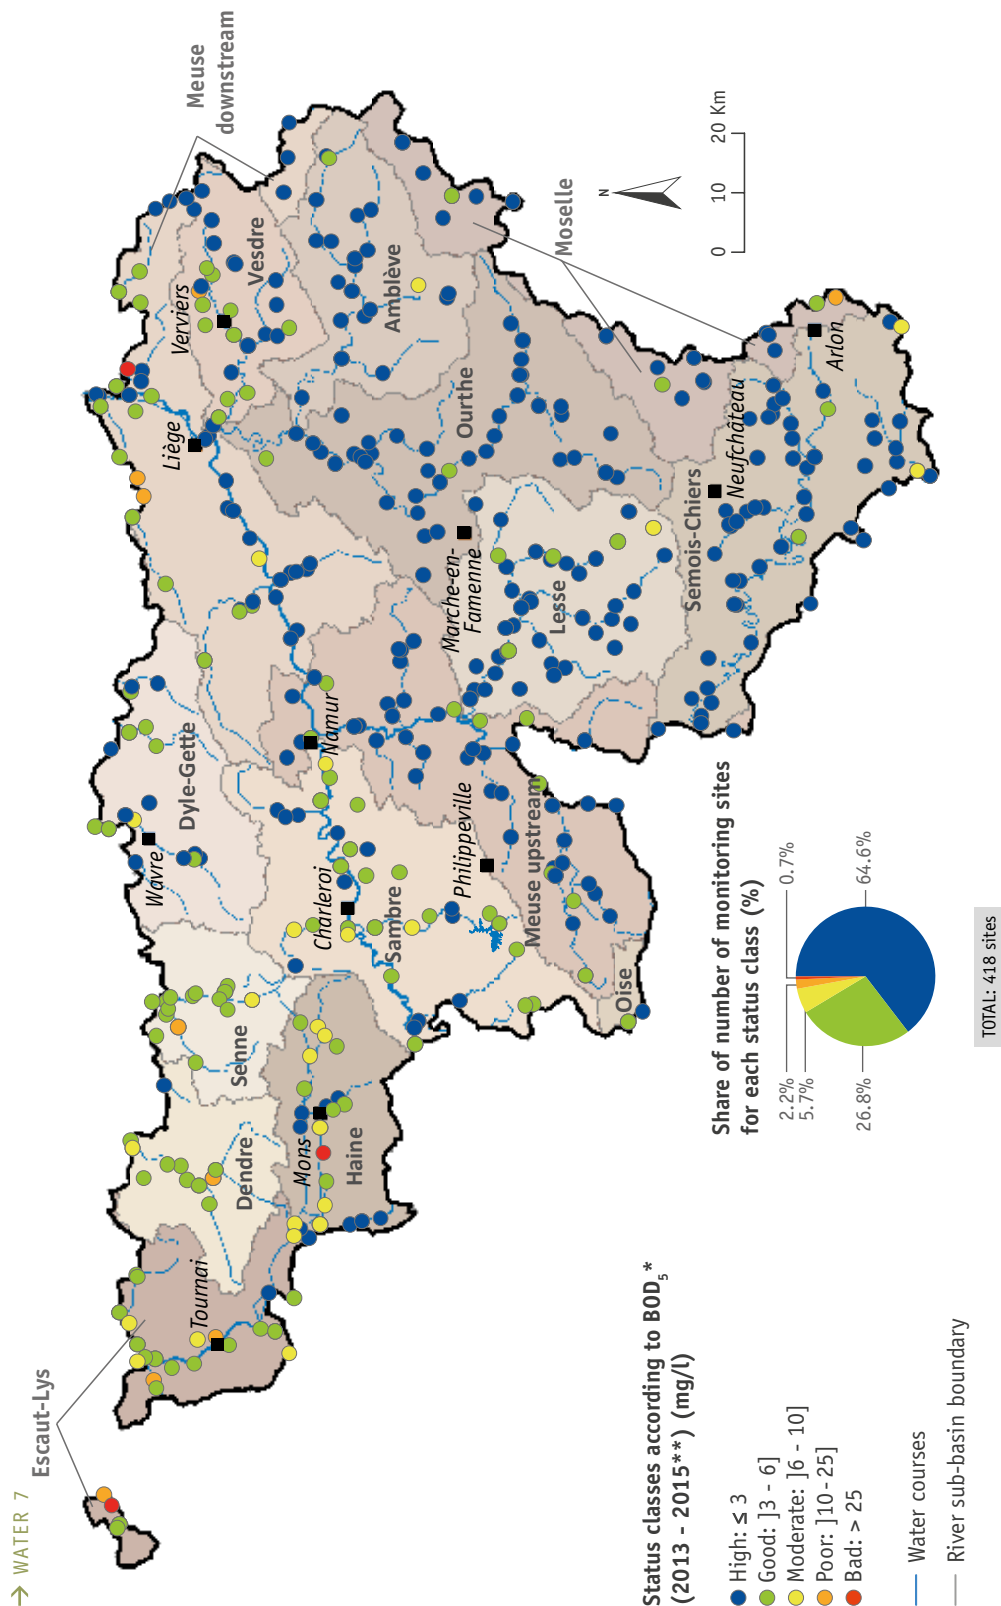 → WATER 7
Escaut-Lys
Meuse
downstream
Tournai
Dendre
Mons
Haine
Senne
Wavre
Dyle-Gette
Charleroi
Sambre
Namur
Philippeville
Meuse upstream
Oise
Liège
Verviers
Vesdre
Amblève
Ourthe
Marche-en-
Famenne
Lesse
Semois-Chiers
Neufchâteau
Arlon
Moselle
N
0 10 20 Km
Status classes according to BOD5*
(2013 - 2015**) (mg/l)
High: ≤ 3
Good: ]3 - 6]
Moderate: ]6 - 10]
Poor: ]10 - 25]
Bad: > 25
Water courses
River sub-basin boundary
Share of number of monitoring sites
for each status class (%)
2.2%
5.7%
26.8%
0.7%
64.6%
TOTAL: 418 sites